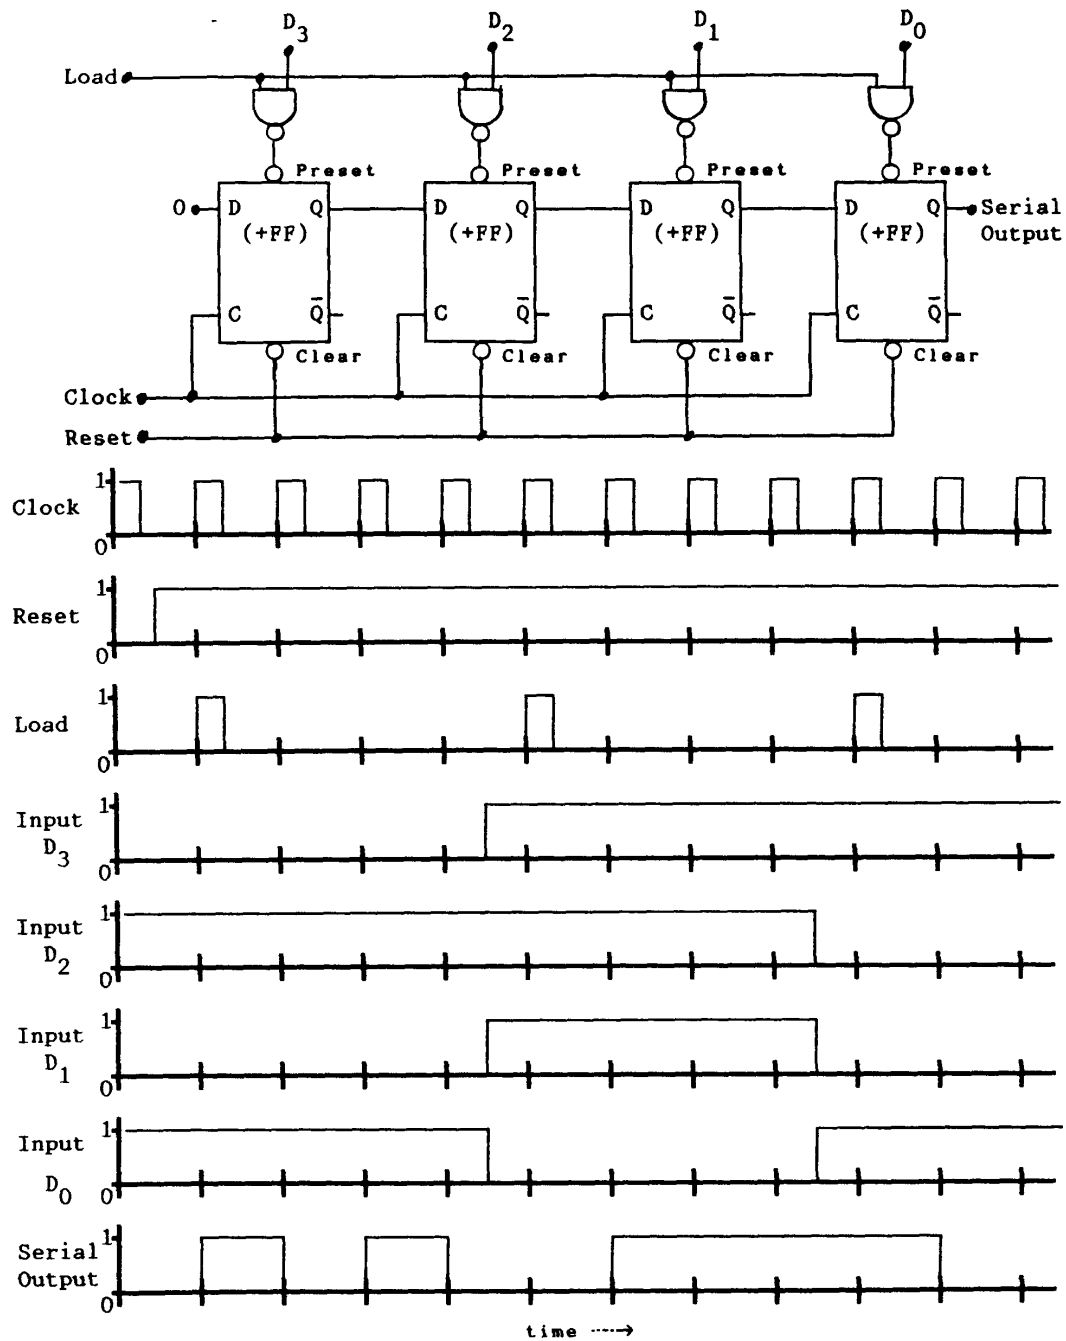 D3 D2 D1 D0
Load
Preset Preset Preset Preset
0 D Q D Q D Q D Q Serial
(+FF) (+FF) (+FF) (+FF) Output
C Q̅ C Q̅ C Q̅ C Q̅
Clear Clear Clear Clear
Clock
Reset
1
Clock
0
1
Reset
0
1
Load
0
1
Input
D3
0
1
Input
D2
0
1
Input
D1
0
1
Input
D0 0
1
Serial
Output
0
time ----->